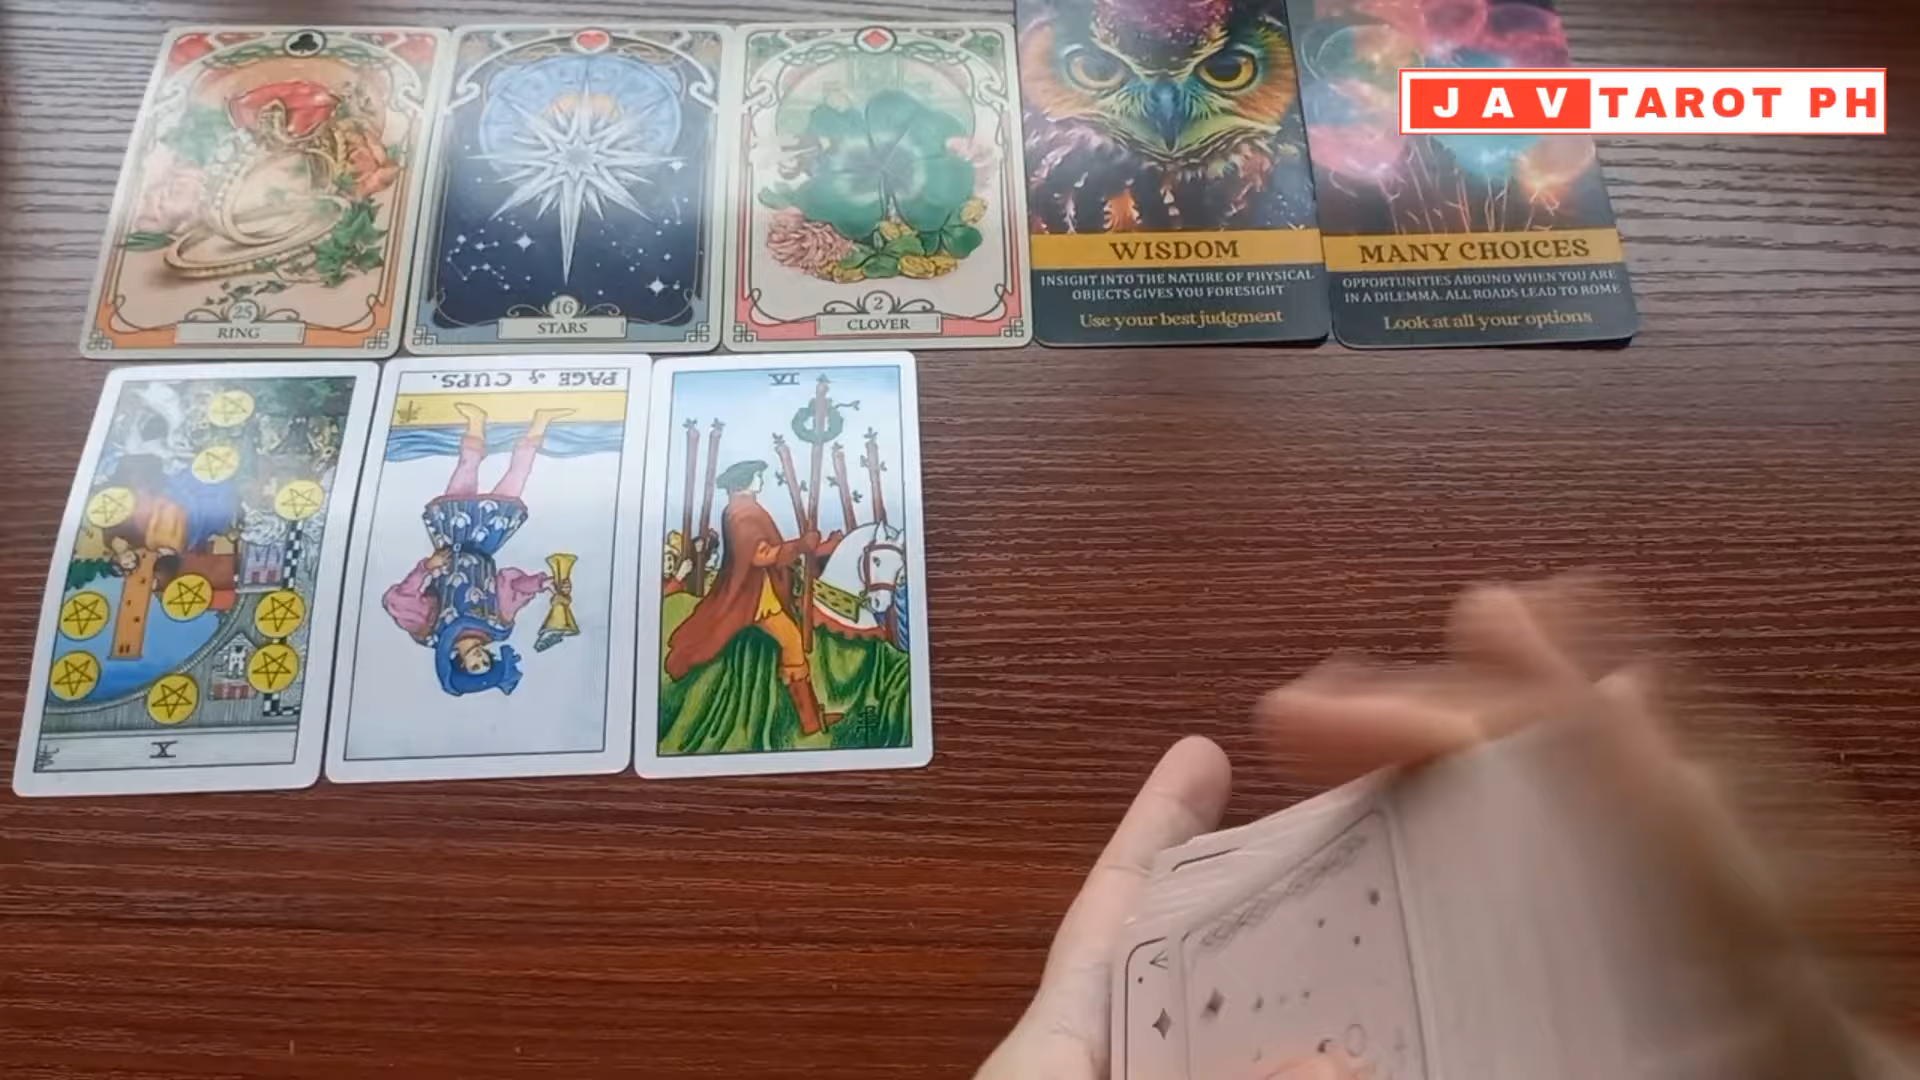 JAV TAROT PH
25
RING
16
STARS
2
CLOVER
WISDOM
INSIGHT INTO THE NATURE OF PHYSICAL
OBJECTS GIVES YOU FORESIGHT
Use your best judgment
MANY CHOICES
OPPORTUNITIES ABOUND WHEN YOU ARE
IN A DILEMMA. ALL ROADS LEAD TO ROME
Look at all your options
X
PAGE of CUPS.
VI